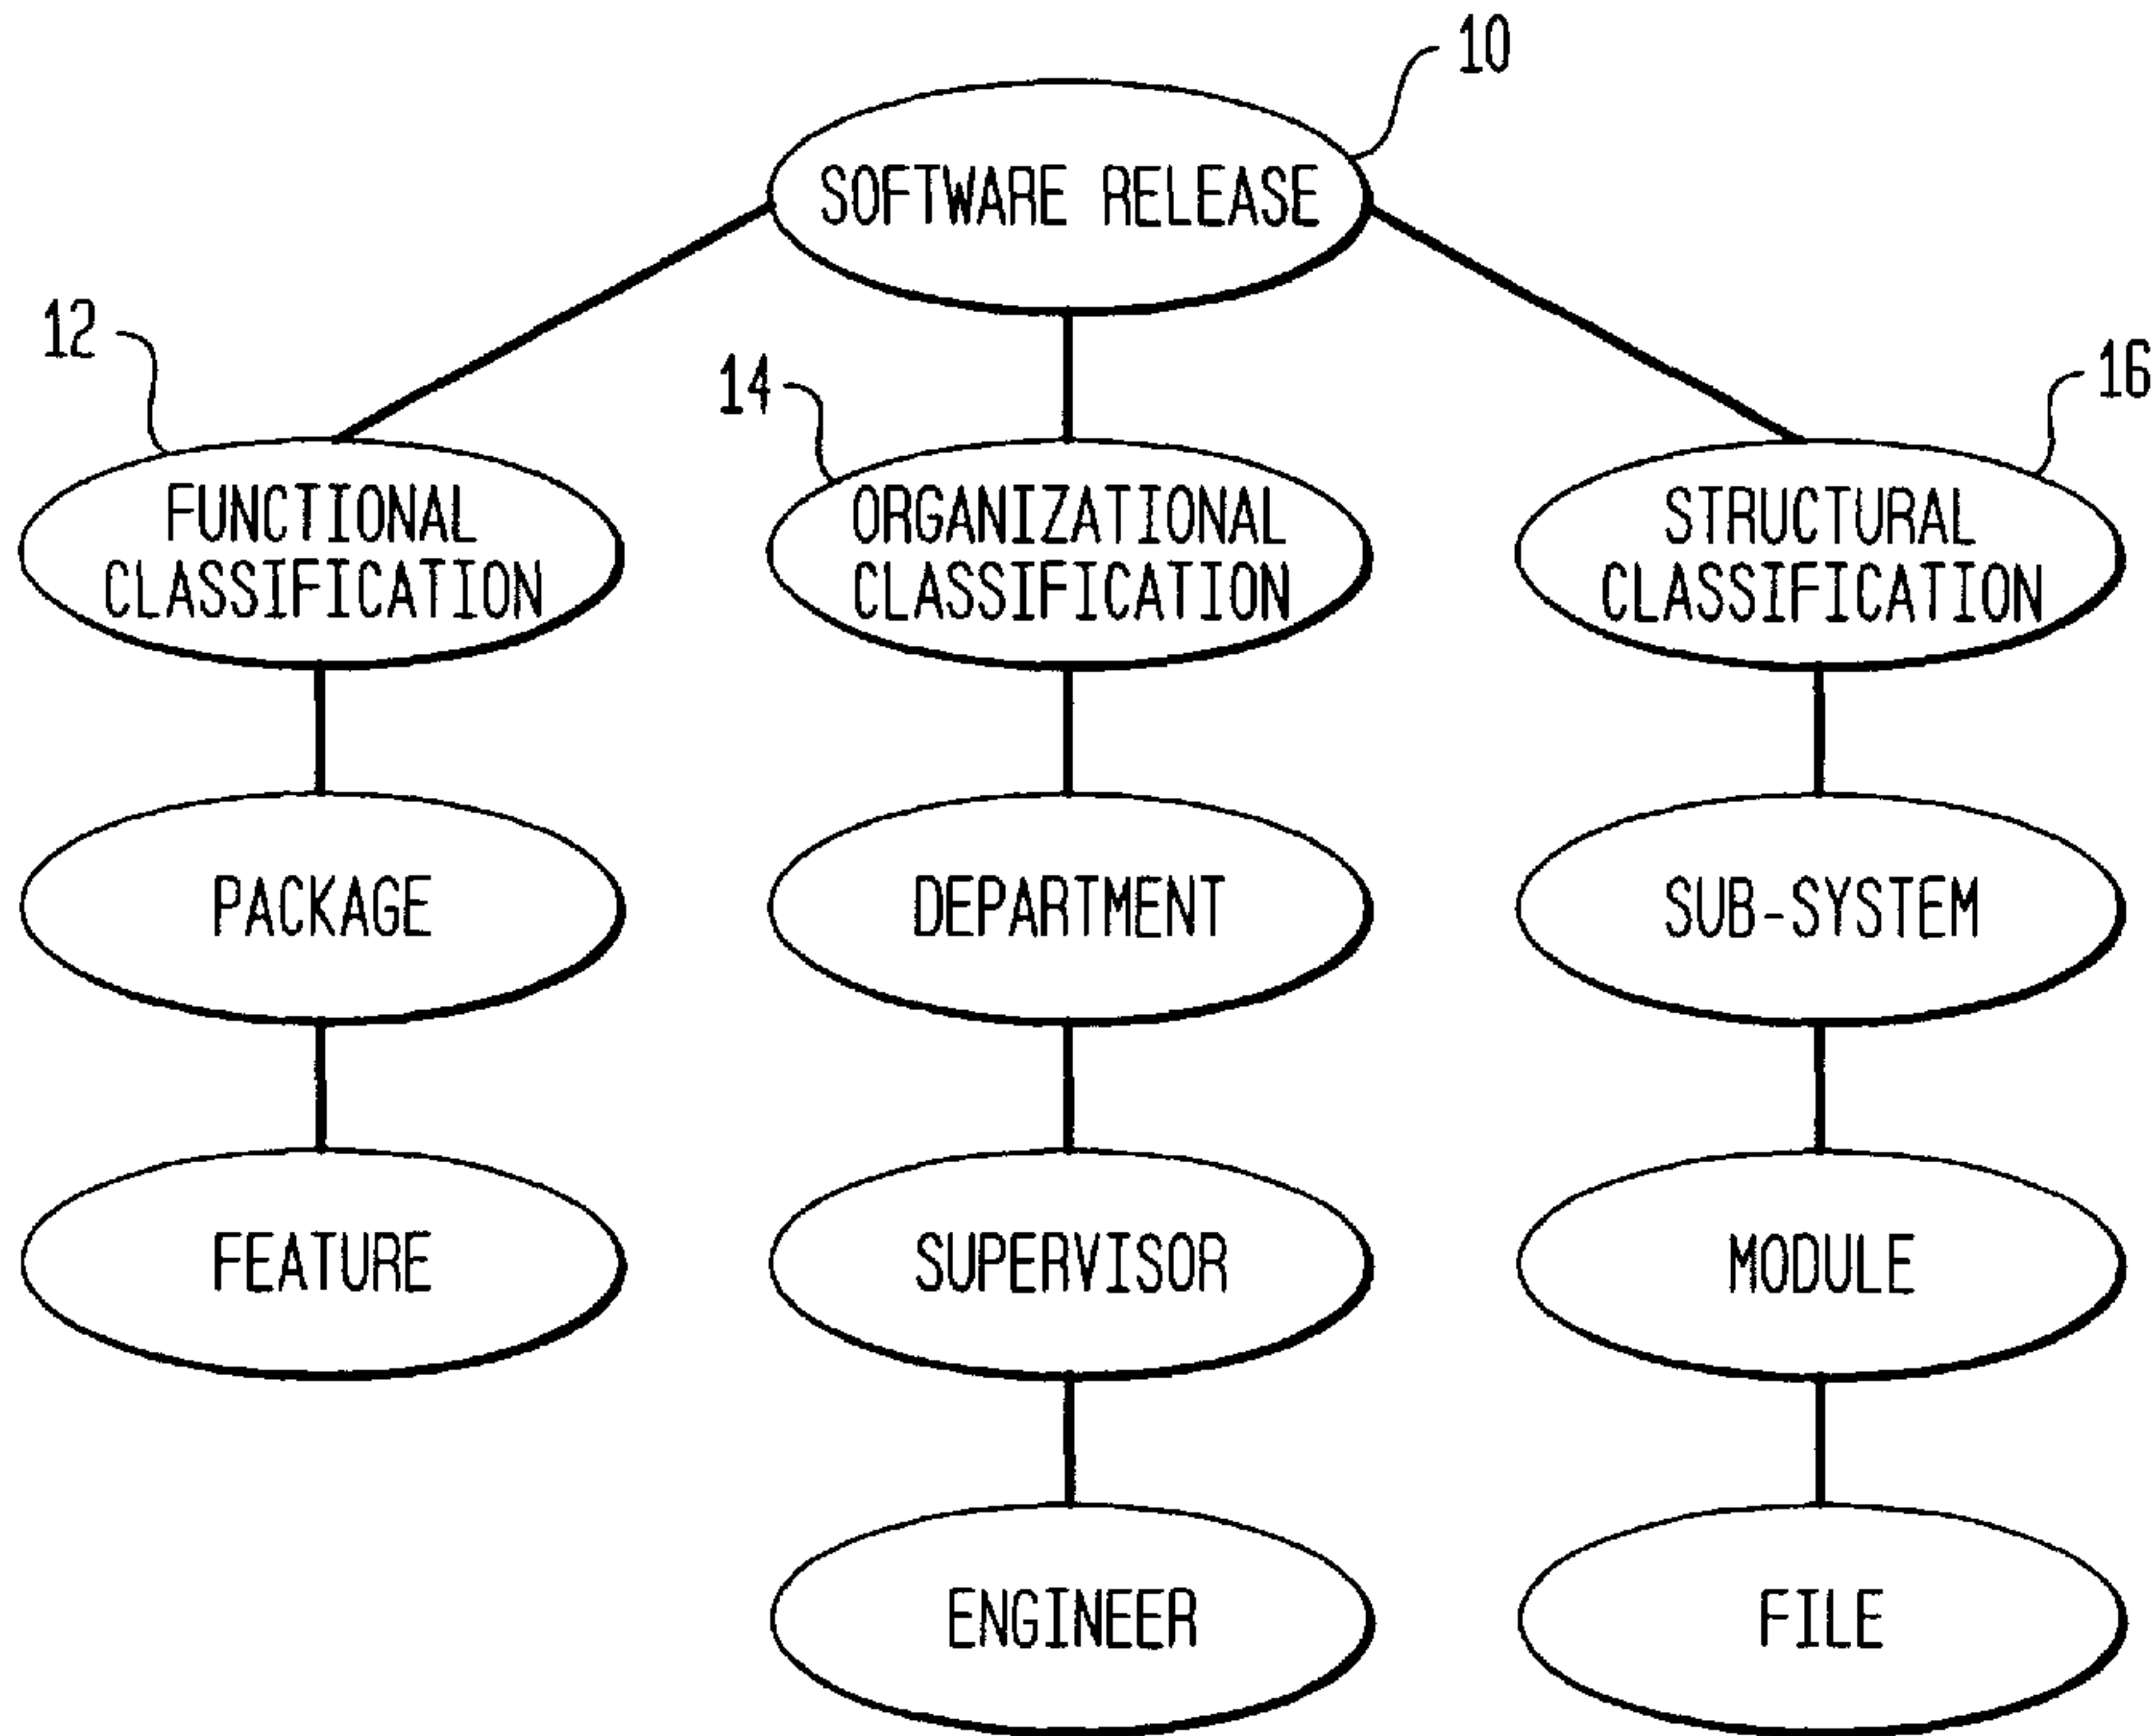 10
SOFTWARE RELEASE
12
14
16
FUNCTIONAL
CLASSIFICATION
ORGANIZATIONAL
CLASSIFICATION
STRUCTURAL
CLASSIFICATION
PACKAGE
DEPARTMENT
SUB-SYSTEM
FEATURE
SUPERVISOR
MODULE
ENGINEER
FILE